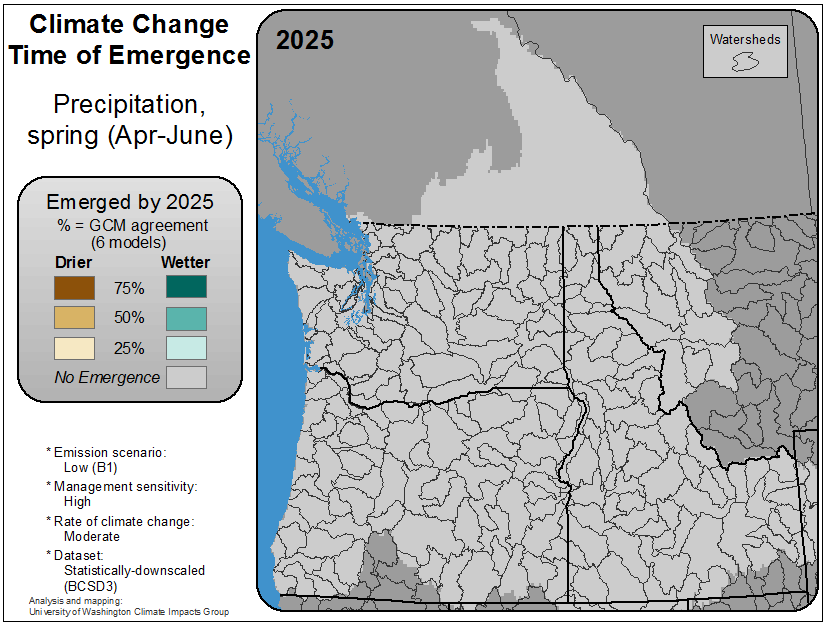 Climate Change
Time of Emergence
Precipitation,
spring (Apr-June)
Emerged by 2025
% = GCM agreement
(6 models)
Drier Wetter
75%
50%
25%
No Emergence
* Emission scenario:
Low (B1)
* Management sensitivity:
High
* Rate of climate change:
Moderate
* Dataset:
Statistically-downscaled
(BCSD3)
Analysis and mapping:
University of Washington Climate Impacts Group
2025
Watersheds